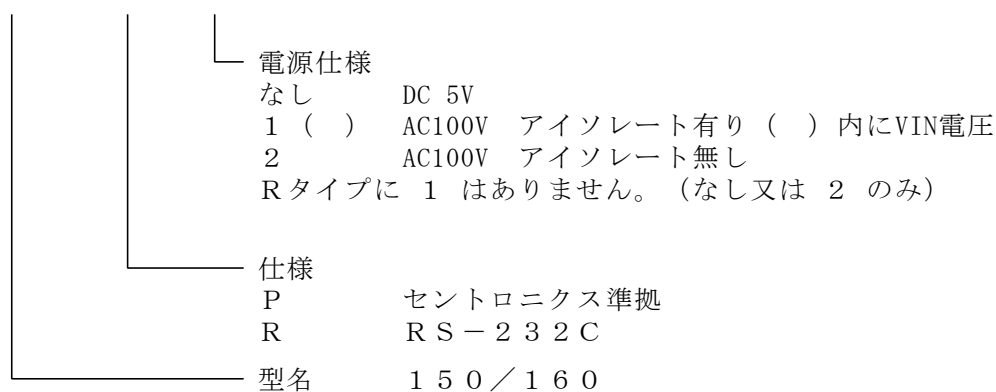 電源仕様
なし DC 5V
１（ ） AC100V アイソレート有り（ ）内にVIN電圧
２ AC100V アイソレート無し
Ｒタイプに １ はありません。（なし又は ２ のみ）
仕様
Ｐ セントロニクス準拠
Ｒ ＲＳ－２３２Ｃ
型名 １５０／１６０